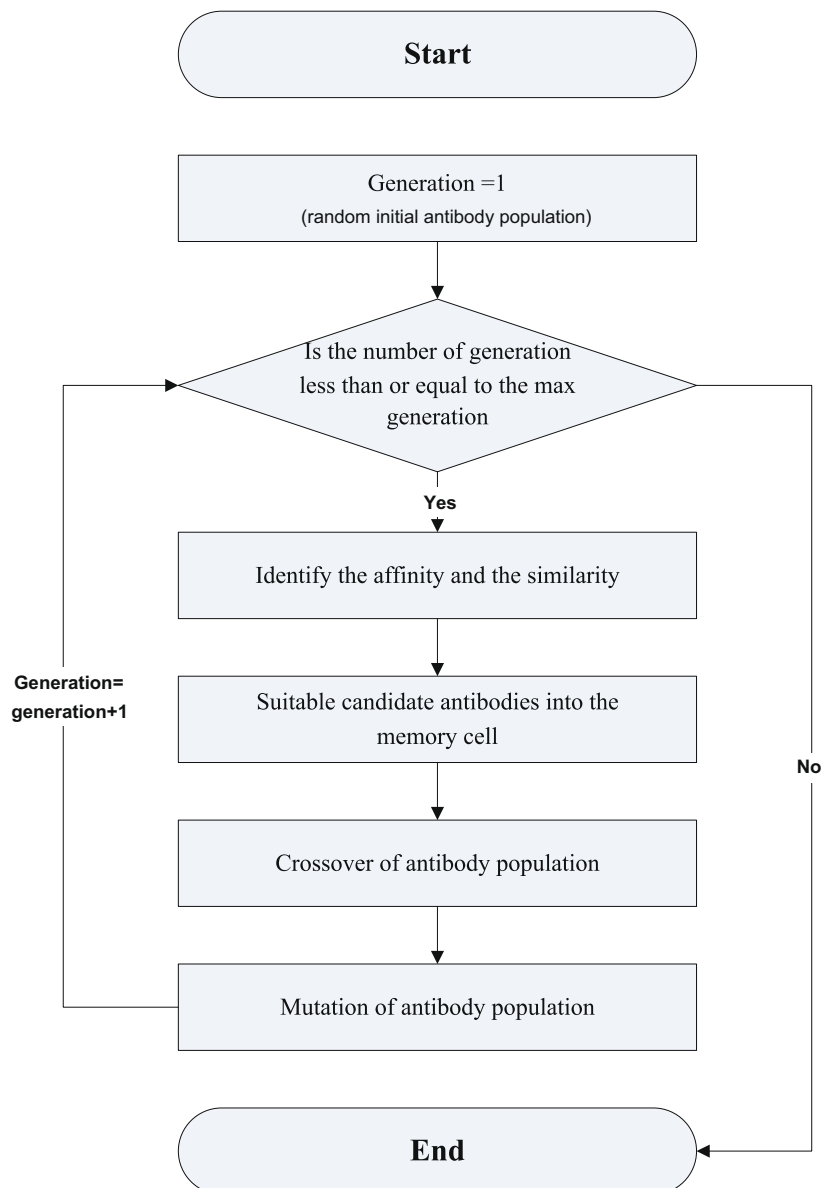 Start
Generation =1
(random initial antibody population)
Is the number of generation
less than or equal to the max
generation
Yes
Identify the affinity and the similarity
Generation=
generation+1
Suitable candidate antibodies into the
memory cell
No
Crossover of antibody population
Mutation of antibody population
End